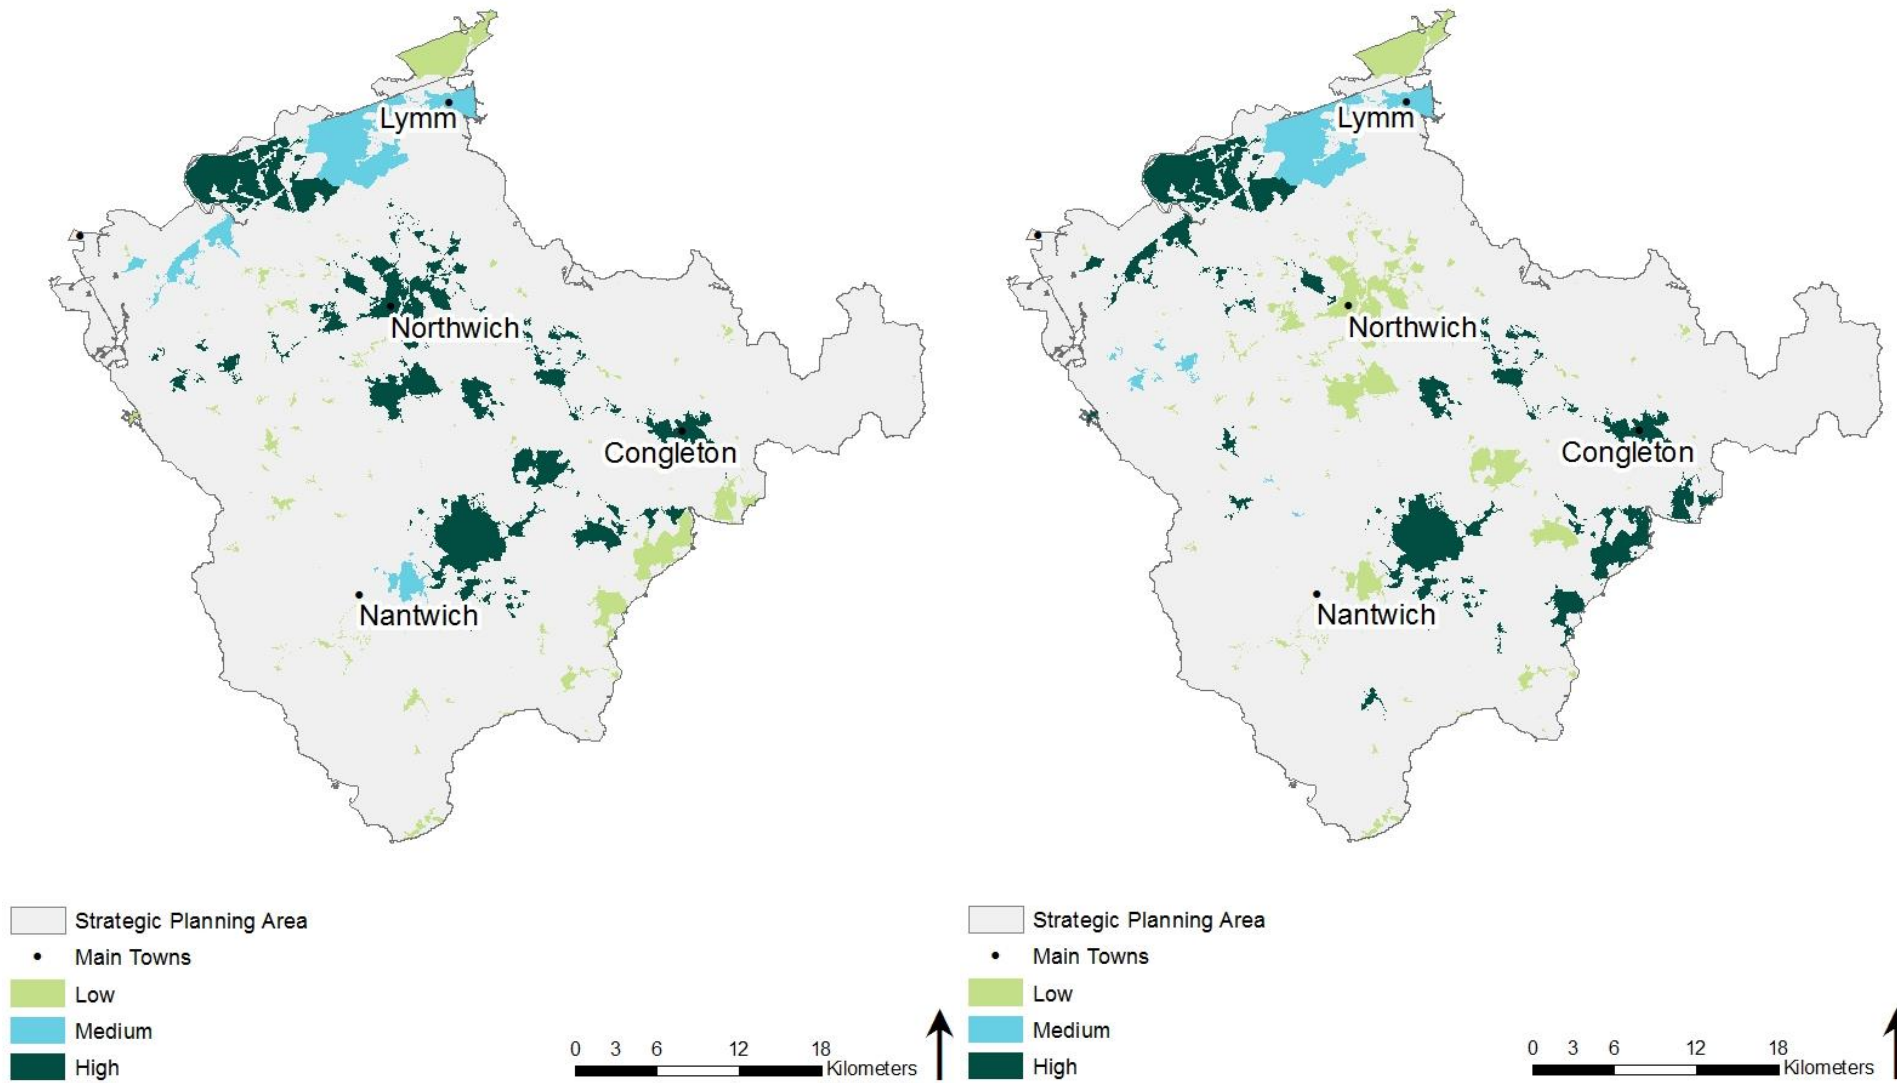 Lymm
Northwich
Congleton
Nantwich
Strategic Planning Area
Main Towns
Low
Medium
High
0 3 6 12 18
Kilometers
Lymm
Northwich
Congleton
Nantwich
Strategic Planning Area
Main Towns
Low
Medium
High
0 3 6 12 18
Kilometers